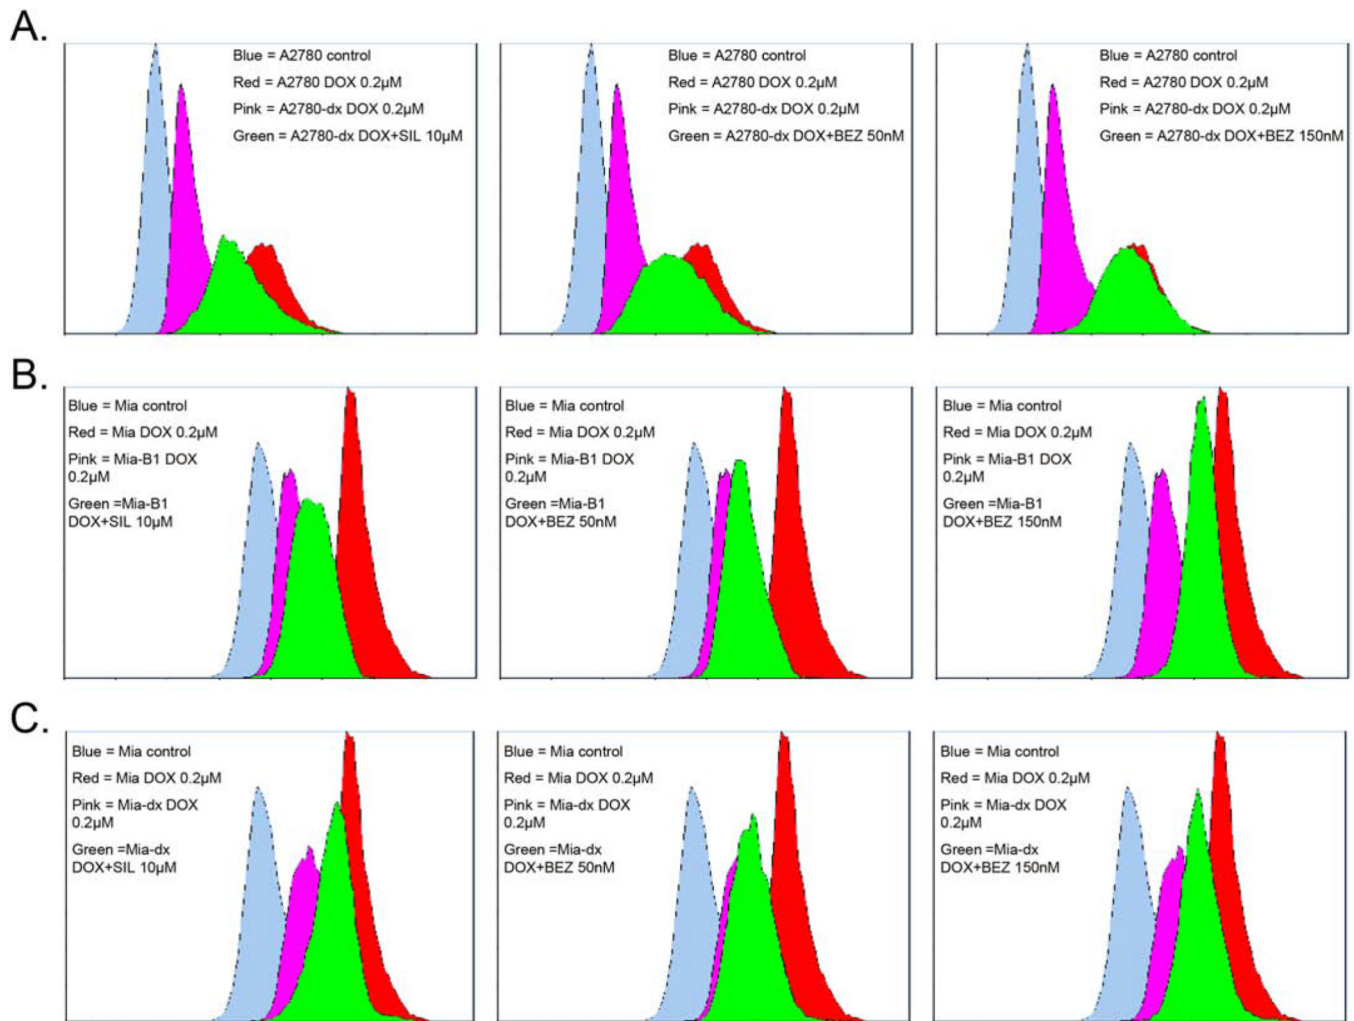 A.
Blue = A2780 control
Red = A2780 DOX 0.2µM
Pink = A2780-dx DOX 0.2µM
Green = A2780-dx DOX+SIL 10µM
Blue = A2780 control
Red = A2780 DOX 0.2µM
Pink = A2780-dx DOX 0.2µM
Green = A2780-dx DOX+BEZ 50nM
Blue = A2780 control
Red = A2780 DOX 0.2µM
Pink = A2780-dx DOX 0.2µM
Green = A2780-dx DOX+BEZ 150nM
B.
Blue = Mia control
Red = Mia DOX 0.2µM
Pink = Mia-B1 DOX
0.2µM
Green =Mia-B1
DOX+SIL 10µM
Blue = Mia control
Red = Mia DOX 0.2µM
Pink = Mia-B1 DOX
0.2µM
Green =Mia-B1
DOX+BEZ 50nM
Blue = Mia control
Red = Mia DOX 0.2µM
Pink = Mia-B1 DOX
0.2µM
Green =Mia-B1
DOX+BEZ 150nM
C.
Blue = Mia control
Red = Mia DOX 0.2µM
Pink = Mia-dx DOX
0.2µM
Green =Mia-dx
DOX+SIL 10µM
Blue = Mia control
Red = Mia DOX 0.2µM
Pink = Mia-dx DOX
0.2µM
Green =Mia-dx
DOX+BEZ 50nM
Blue = Mia control
Red = Mia DOX 0.2µM
Pink = Mia-dx DOX
0.2µM
Green =Mia-dx
DOX+BEZ 150nM